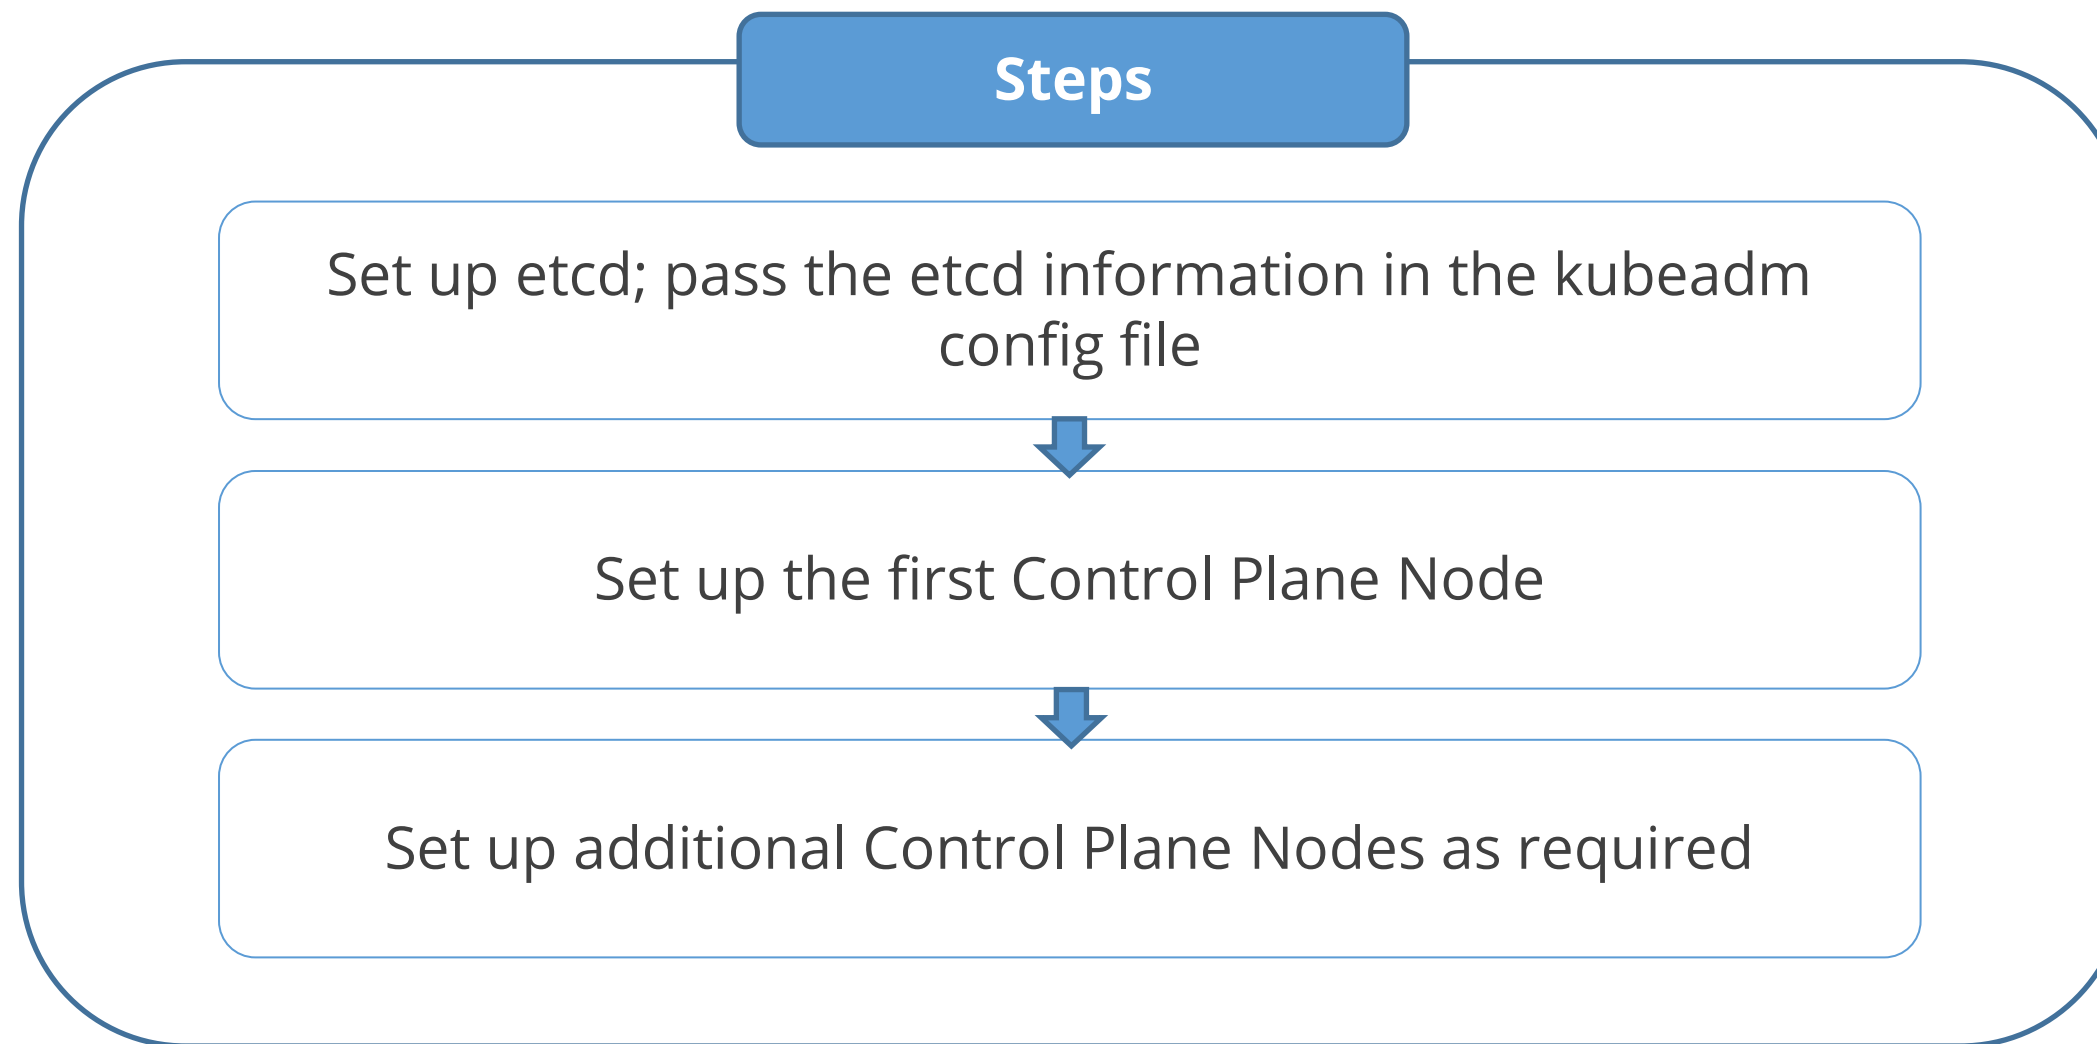 Steps
Set up etcd; pass the etcd information in the kubeadm
config file
Set up the first Control Plane Node
Set up additional Control Plane Nodes as required